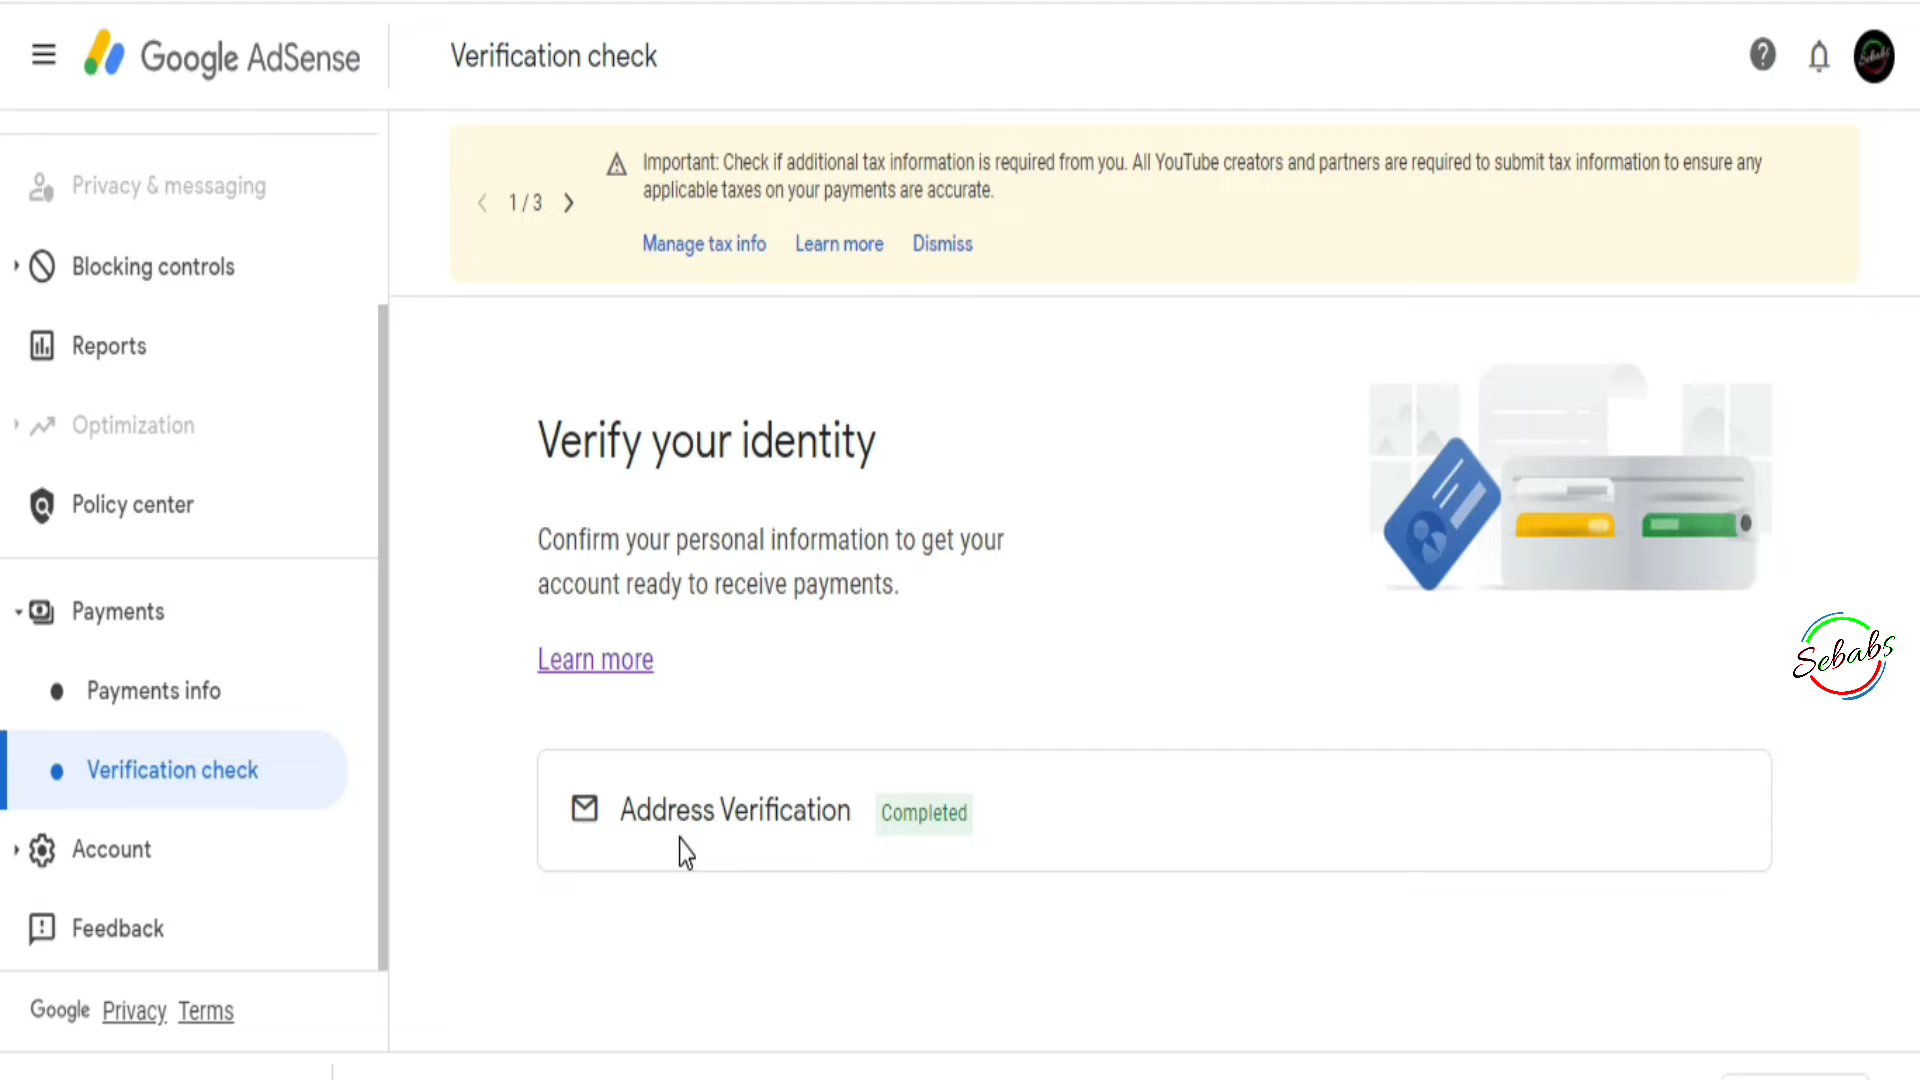 Google AdSense
Verification check
Sebabs
Privacy & messaging
Blocking controls
Reports
Optimization
Policy center
Payments
Payments info
Verification check
Account
Feedback
Google Privacy Terms
1 / 3
Important: Check if additional tax information is required from you. All YouTube creators and partners are required to submit tax information to ensure any
applicable taxes on your payments are accurate.
Manage tax info Learn more Dismiss
Verify your identity
Confirm your personal information to get your
account ready to receive payments.
Learn more
Address Verification Completed
Sebabs